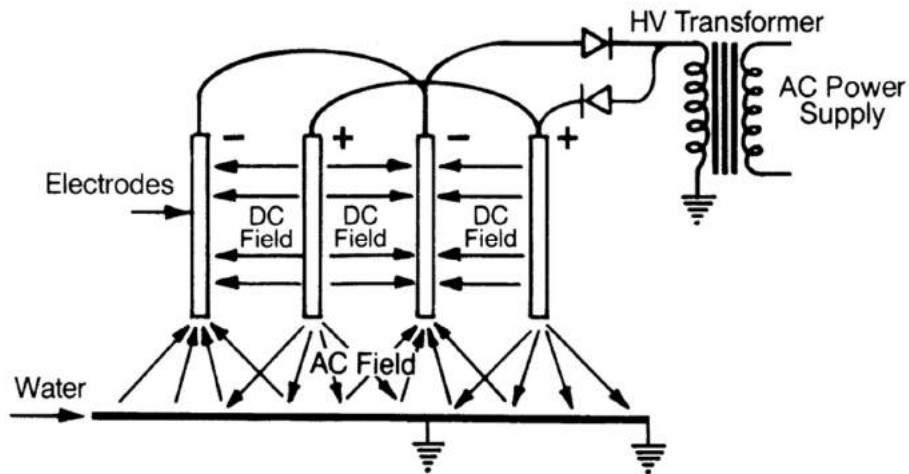 HV Transformer
AC Power
Supply
− + − +
Electrodes
DC
Field
DC
Field
DC
Field
AC Field
Water